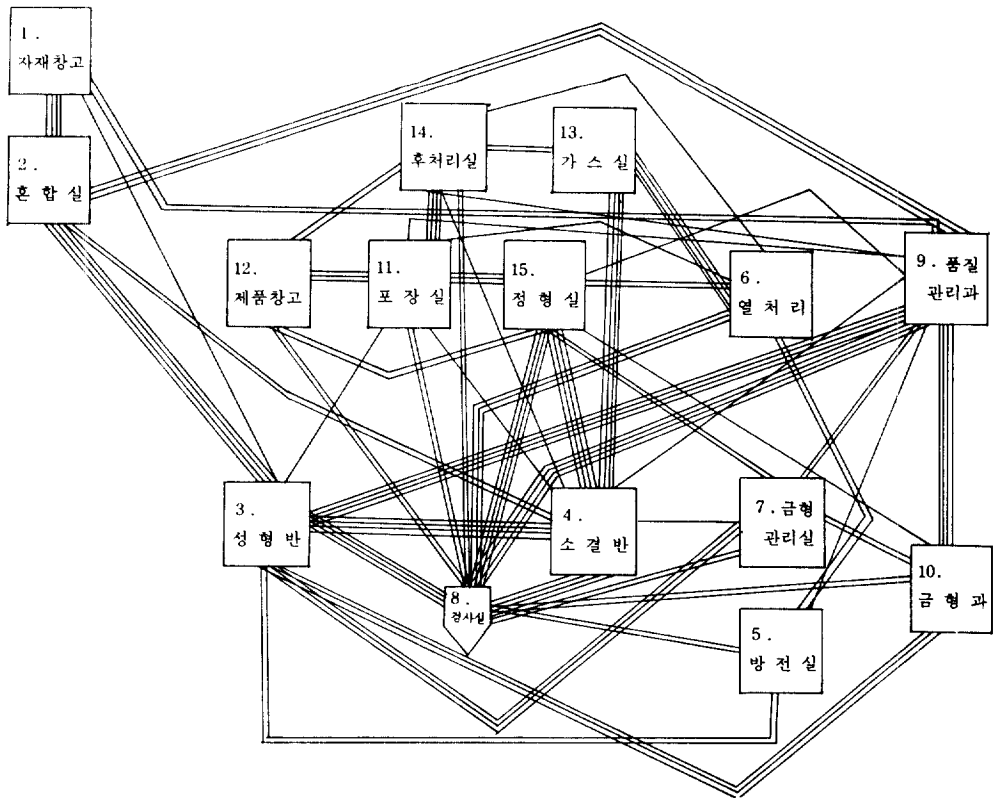 1.
자재창고
2.
혼 합 실
14.
후처리실
13.
가 스 실
12.
제품창고
11.
포 장 실
15.
정 형 실
6.
열 처 리
9. 품질
관리과
3.
성 형 반
4.
소 결 반
7. 금형
관리실
8.
검사실
10.
금 형 과
5.
방 전 실